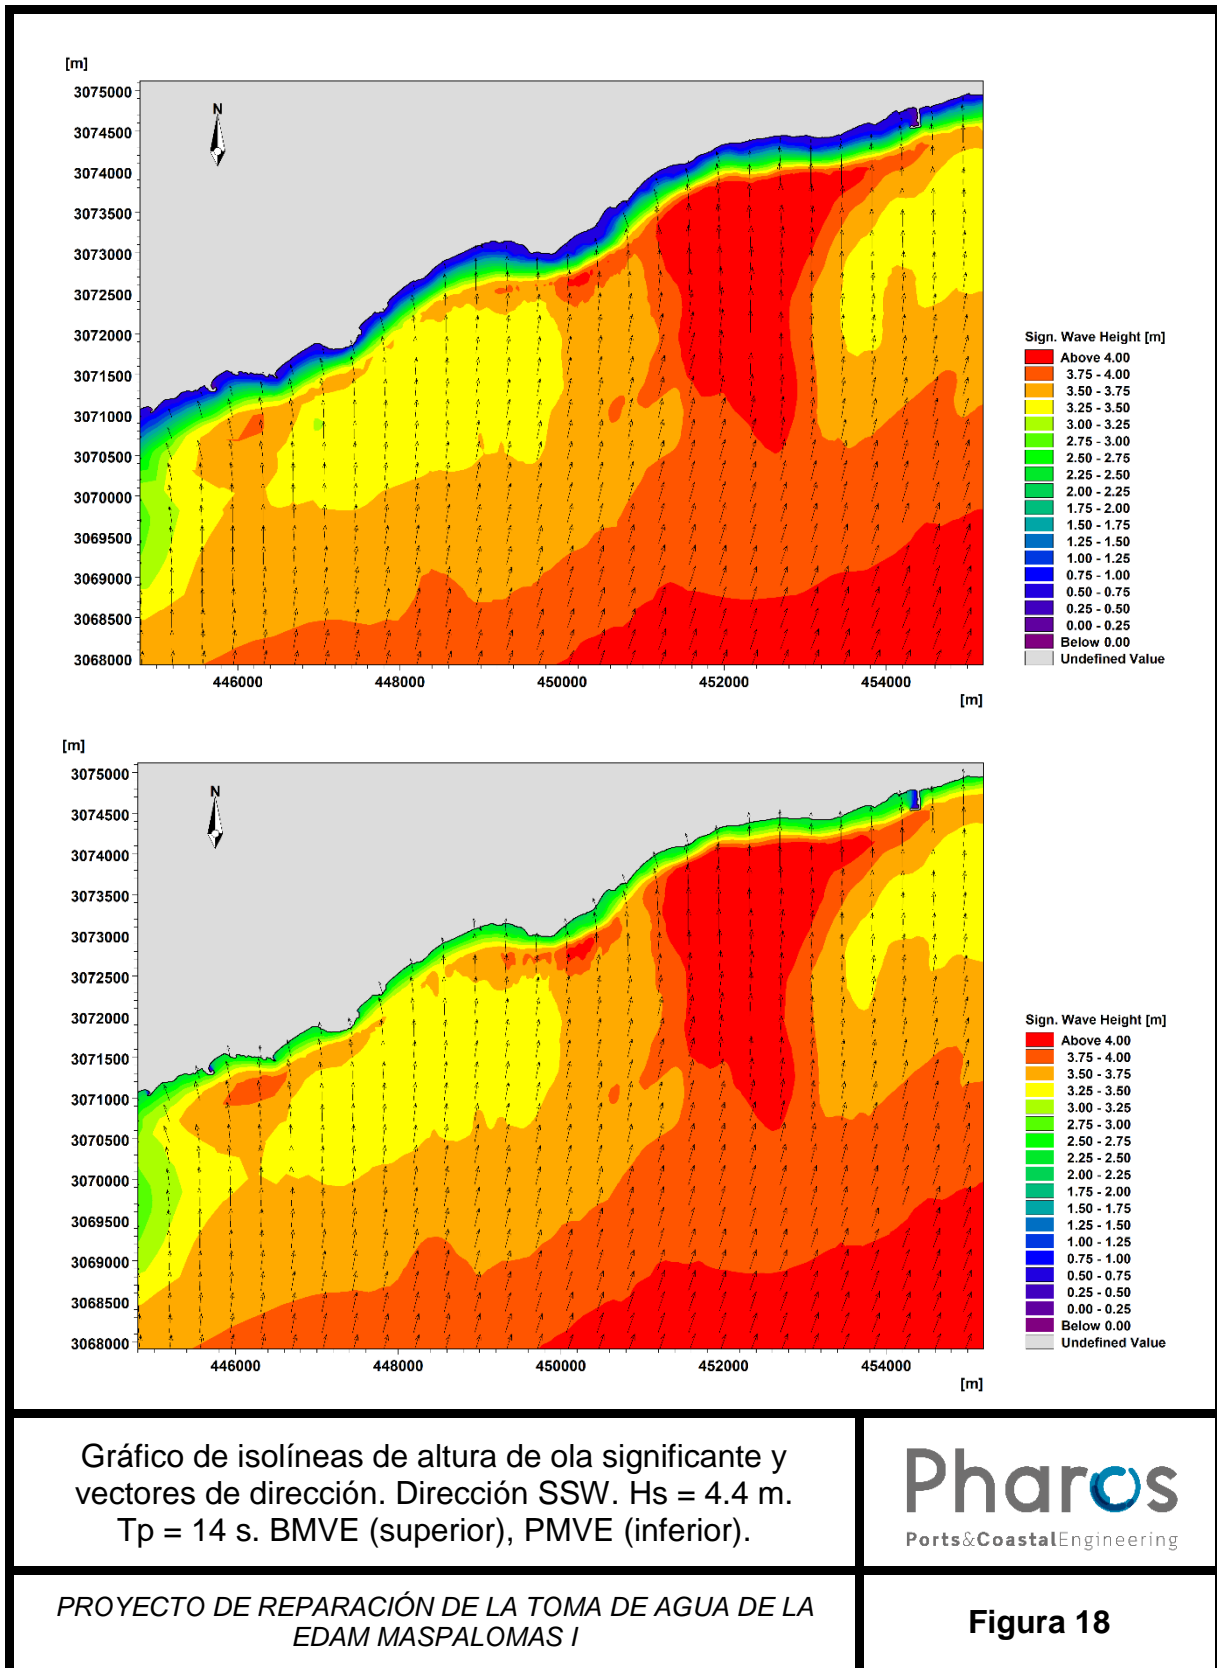 [m]
3075000
3074500
3074000
3073500
3073000
3072500
3072000
3071500
3071000
3070500
3070000
3069500
3069000
3068500
3068000
N
446000 448000 450000 452000 454000
[m]
Sign. Wave Height [m]
Above 4.00
3.75 - 4.00
3.50 - 3.75
3.25 - 3.50
3.00 - 3.25
2.75 - 3.00
2.50 - 2.75
2.25 - 2.50
2.00 - 2.25
1.75 - 2.00
1.50 - 1.75
1.25 - 1.50
1.00 - 1.25
0.75 - 1.00
0.50 - 0.75
0.25 - 0.50
0.00 - 0.25
Below 0.00
Undefined Value
[m]
3075000
3074500
3074000
3073500
3073000
3072500
3072000
3071500
3071000
3070500
3070000
3069500
3069000
3068500
3068000
N
446000 448000 450000 452000 454000
[m]
Sign. Wave Height [m]
Above 4.00
3.75 - 4.00
3.50 - 3.75
3.25 - 3.50
3.00 - 3.25
2.75 - 3.00
2.50 - 2.75
2.25 - 2.50
2.00 - 2.25
1.75 - 2.00
1.50 - 1.75
1.25 - 1.50
1.00 - 1.25
0.75 - 1.00
0.50 - 0.75
0.25 - 0.50
0.00 - 0.25
Below 0.00
Undefined Value
Gráfico de isolíneas de altura de ola significante y
vectores de dirección. Dirección SSW. Hs = 4.4 m.
Tp = 14 s. BMVE (superior), PMVE (inferior).
Pharos
Ports&CoastalEngineering
PROYECTO DE REPARACIÓN DE LA TOMA DE AGUA DE LA
EDAM MASPALOMAS I
Figura 18